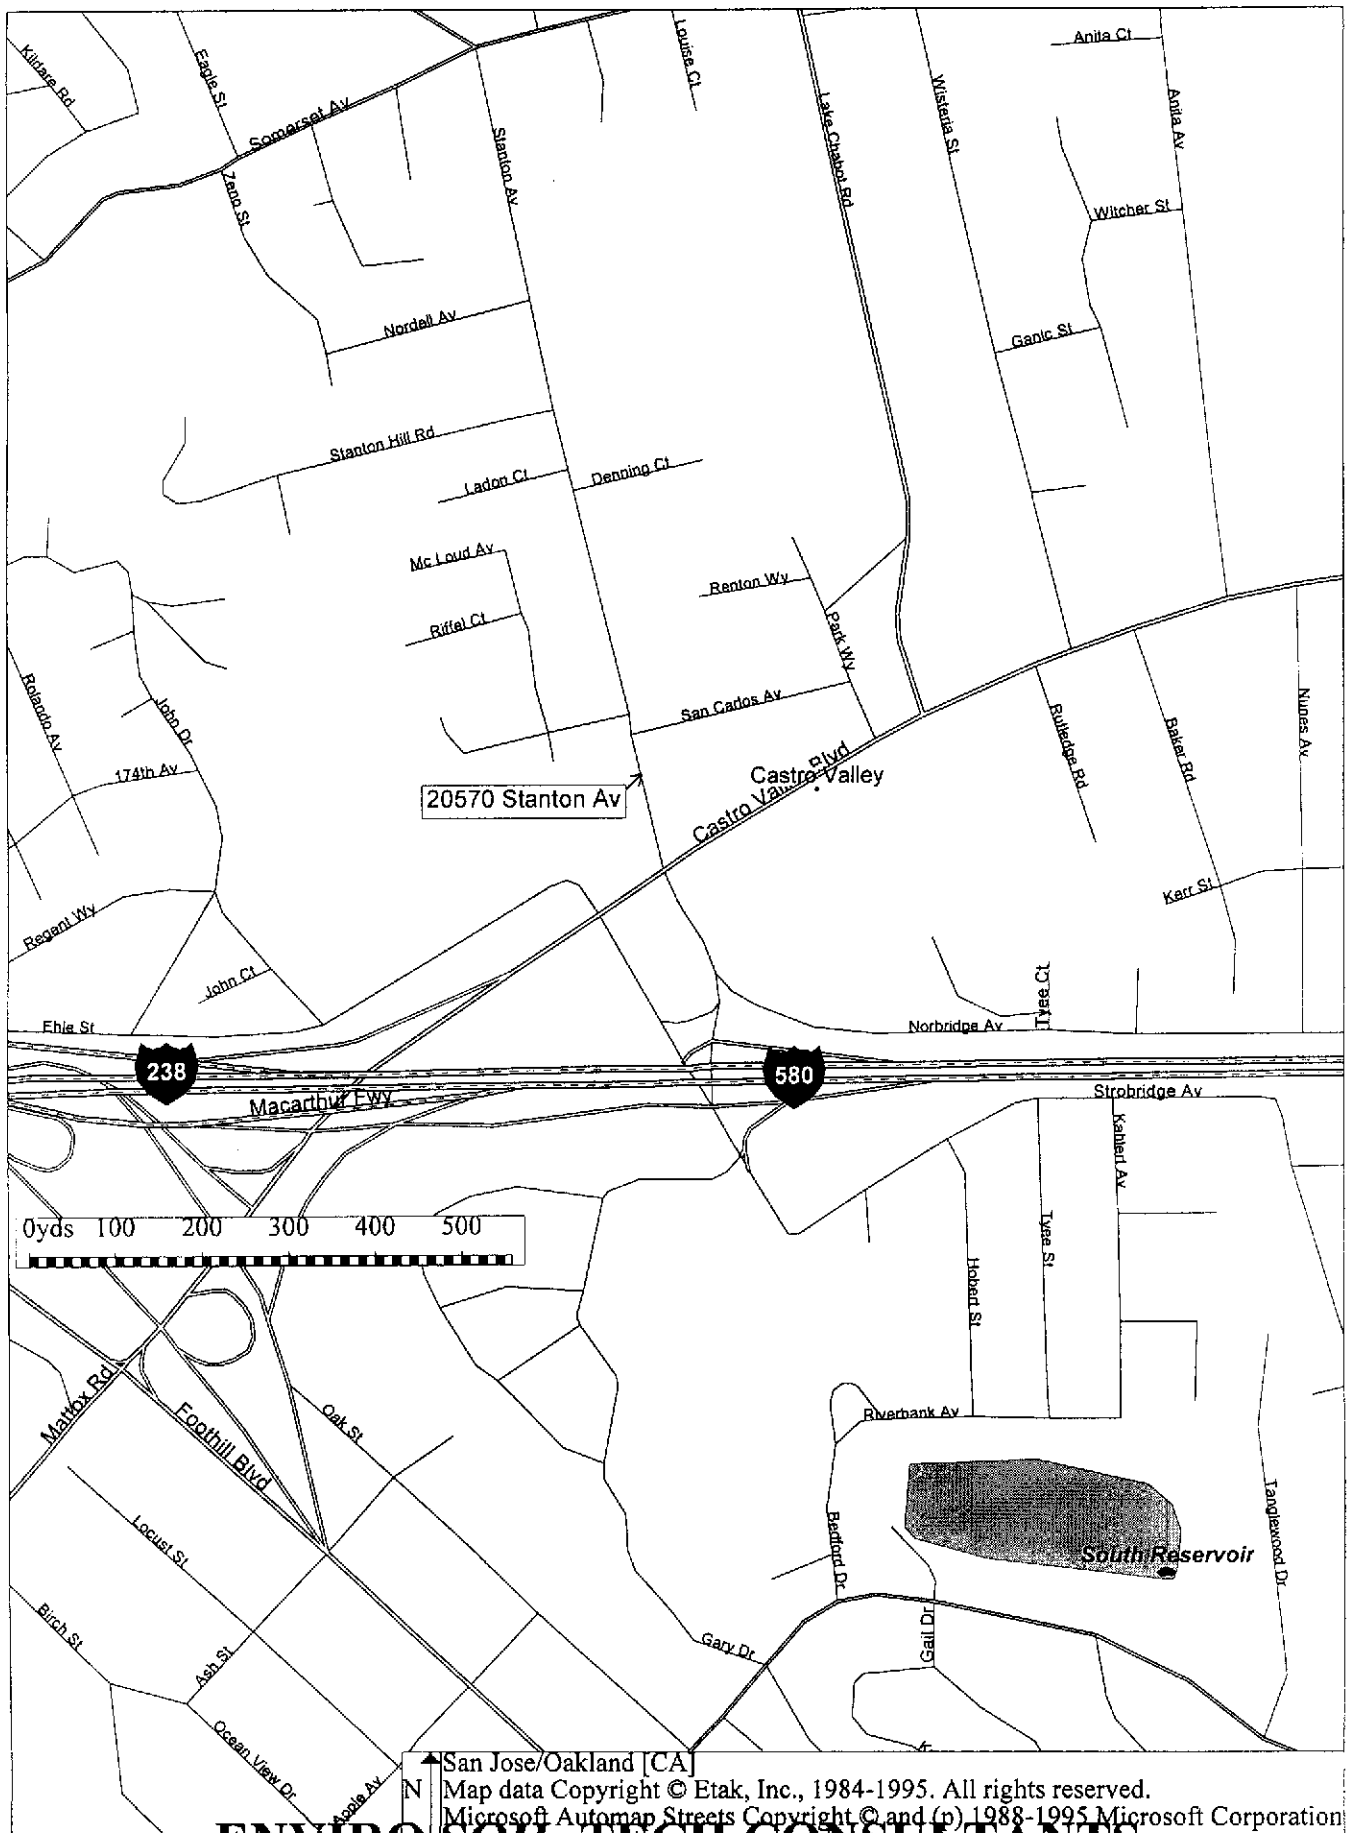 Kildare Rd
Eagle St
Somerset Av
Zeno St
Stanton Av
Louise Ct
Lake Chabot Rd
Wisteria St
Anita Ct
Anita Av
Witcher St
Ganic St
Nordell Av
Stanton Hill Rd
Ladon Ct
Denning Ct
Mc Loud Av
Riffel Ct
Renton Wy
Park Wy
San Carlos Av
Rolando Av
John Dr
174th Av
20570 Stanton Av
Castro Valley Blvd
Castro Valley
Rutledge Rd
Baker Rd
Nunes Av
Kerr St
Regent Wy
John Ct
Tyee Ct
Ehle St
Norbridge Av
238
580
Macarthur Fwy
Strobridge Av
Kahlert Av
Tyee St
Hobert St
0yds 100 200 300 400 500
Mattox Rd
Foothill Blvd
Oak St
Riverbank Av
Locust St
Bedford Dr
South Reservoir
Tanglewood Dr
Birch St
Ash St
Gary Dr
Gail Dr
Ocean View Dr
Apple Av
K
N
San Jose/Oakland [CA]
Map data Copyright © Etak, Inc., 1984-1995. All rights reserved.
Microsoft Automap Streets Copyright © and (p) 1988-1995 Microsoft Corporation
ENVIRO SOIL TECH CONSULTANTS